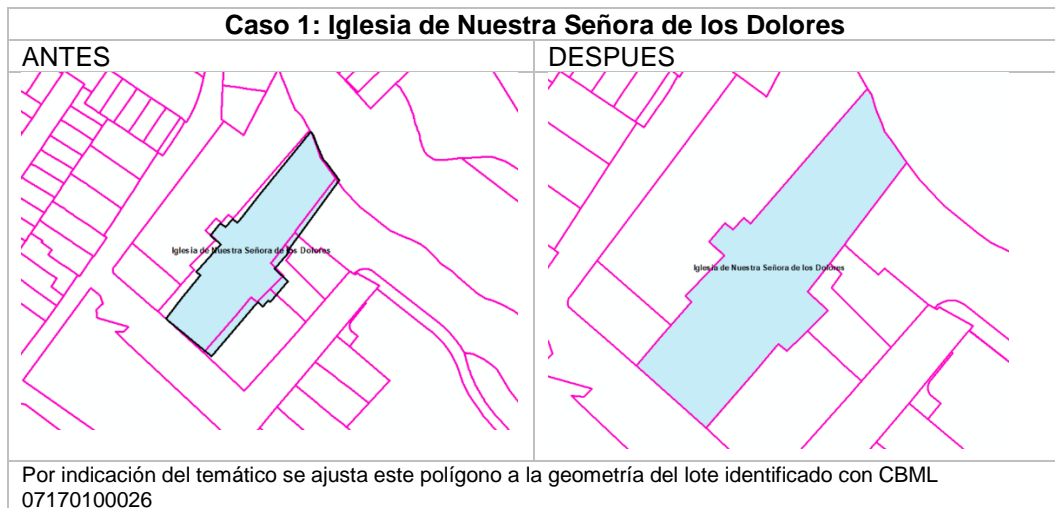 Caso 1: Iglesia de Nuestra Señora de los Dolores
ANTES
DESPUES
Iglesia de Nuestra Señora de los Dolores
Iglesia de Nuestra Señora de los Dolores
Por indicación del temático se ajusta este polígono a la geometría del lote identificado con CBML
07170100026